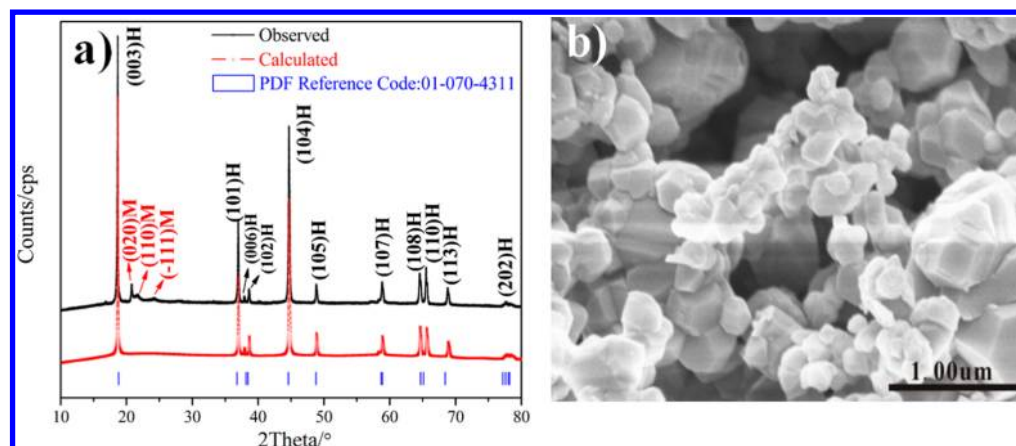 a)
Observed
Calculated
PDF Reference Code:01-070-4311
Counts/cps
(003)H
(020)M
(110)M
(-111)M
(101)H
(006)H
(102)H
(104)H
(105)H
(107)H
(108)H
(110)H
(113)H
(202)H
10 20 30 40 50 60 70 80
2Theta/°
b)
1.00um